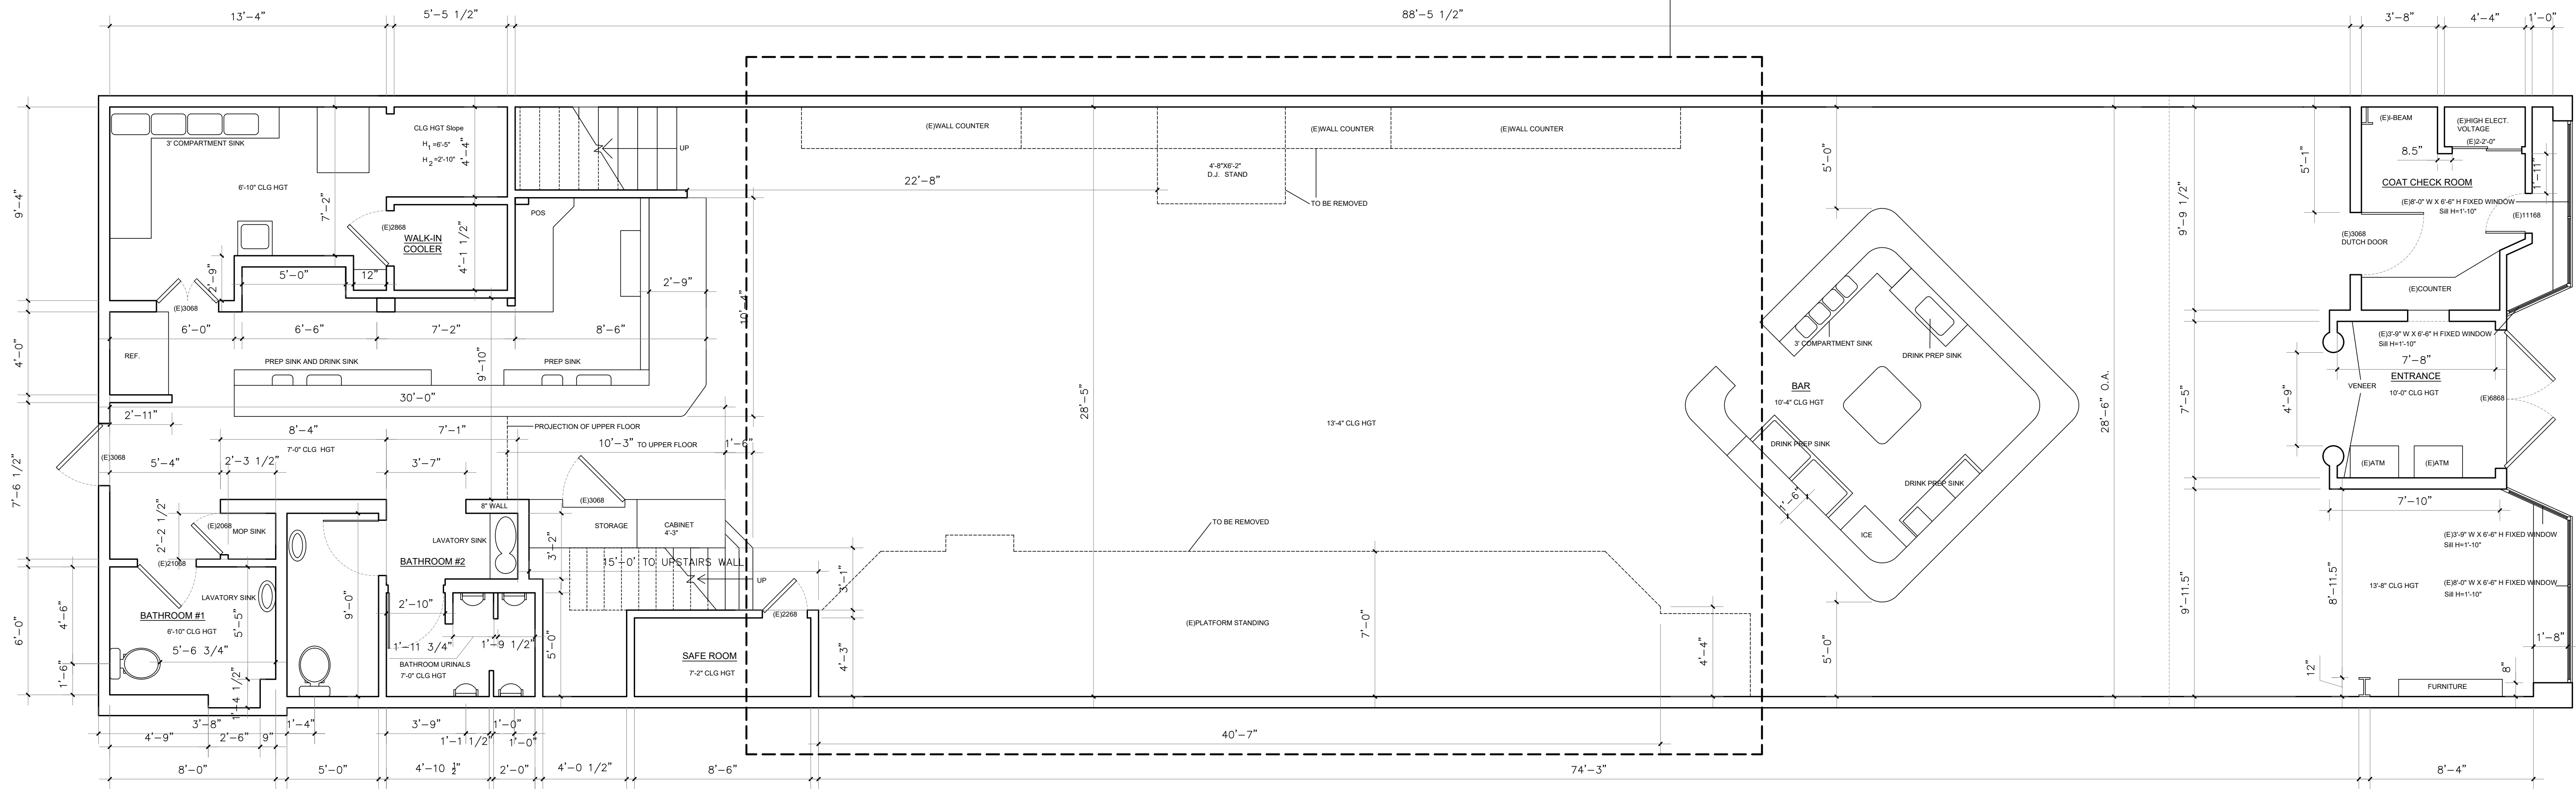 13'-4"
5'-5 1/2"
88'-5 1/2"
3'-8"
4'-4"
1'-0"
9'-4"
3' COMPARTMENT SINK
6'-10" CLG HGT
7'-2"
CLG HGT Slope
H1 =6'-5"
H2 =2'-10"
4'-4"
UP
(E)2868
WALK-IN
COOLER
4'-1 1/2"
2'-9"
5'-0"
12"
POS
2'-9"
10'-4"
22'-8"
(E)WALL COUNTER
(E)WALL COUNTER
(E)WALL COUNTER
4'-8"X6'-2"
D.J. STAND
TO BE REMOVED
5'-0"
9'-9 1/2"
5'-1"
(E)I-BEAM
(E)HIGH ELECT.
VOLTAGE
(E)2-2'-0"
8.5"
1'-11"
COAT CHECK ROOM
(E)8'-0" W X 6'-6" H FIXED WINDOW
Sill H=1'-10"
(E)11168
(E)3068
DUTCH DOOR
(E)COUNTER
(E)3068
6'-0"
6'-6"
7'-2"
8'-6"
4'-0"
REF.
PREP SINK AND DRINK SINK
PREP SINK
9'-10"
30'-0"
2'-11"
PROJECTION OF UPPER FLOOR
8'-4"
7'-1"
10'-3" TO UPPER FLOOR
1'-6"
7'-0" CLG HGT
(E)3068
5'-4"
2'-3 1/2"
3'-7"
7'-6 1/2"
28'-5"
13'-4" CLG HGT
3' COMPARTMENT SINK
DRINK PREP SINK
BAR
10'-4" CLG HGT
DRINK PREP SINK
DRINK PREP SINK
1'-6"
ICE
28'-6" O.A.
7'-5"
4'-9"
(E)3'-9" W X 6'-6" H FIXED WINDOW
Sill H=1'-10"
7'-8"
VENEER
ENTRANCE
10'-0" CLG HGT
(E)6868
(E)ATM
(E)ATM
7'-10"
2'-2 1/2"
(E)2068
MOP SINK
8" WALL
(E)3068
STORAGE
CABINET
4'-3"
LAVATORY SINK
BATHROOM #2
3'-2"
15'-0' TO UPSTAIRS WALL
UP
(E)2268
TO BE REMOVED
3'-1"
(E)21068
6'-0"
4'-6"
1'-6"
LAVATORY SINK
BATHROOM #1
6'-10" CLG HGT
5'-5"
5'-6 3/4"
1'-4 1/2"
9'-0"
2'-10"
1'-11 3/4"
1'-9 1/2"
BATHROOM URINALS
7'-0" CLG HGT
5'-0"
SAFE ROOM
7'-2" CLG HGT
4'-3"
(E)PLATFORM STANDING
7'-0"
4'-4"
5'-0"
9'-11.5"
8'-11.5"
13'-8" CLG HGT
(E)3'-9" W X 6'-6" H FIXED WINDOW
Sill H=1'-10"
(E)8'-0" W X 6'-6" H FIXED WINDOW
Sill H=1'-10"
1'-8"
12"
8"
FURNITURE
3'-8"
1'-4"
3'-9"
1'-0"
4'-9"
2'-6"
9"
1'-1 1/2"
1'-0"
40'-7"
8'-0"
5'-0"
4'-10 1/2"
2'-0"
4'-0 1/2"
8'-6"
74'-3"
8'-4"